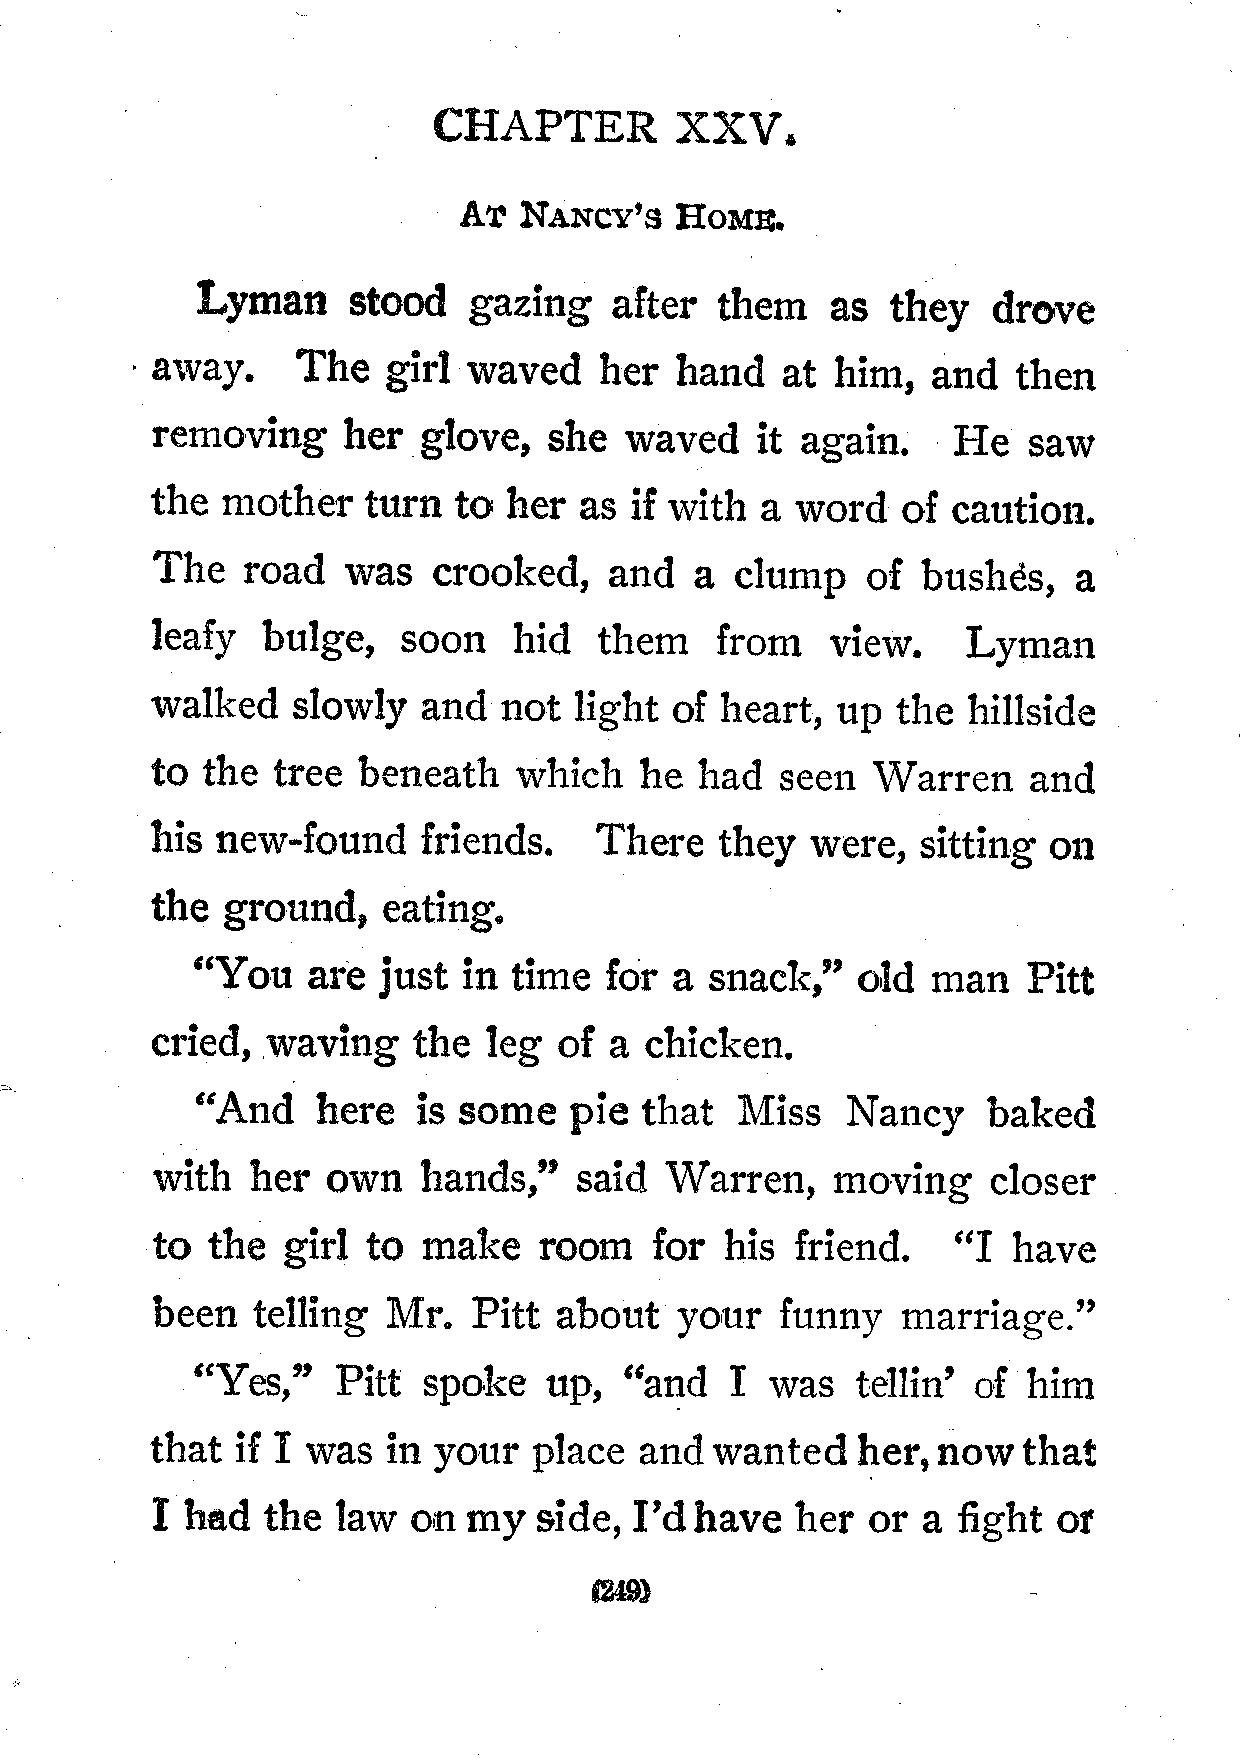 CHAPTER XXV.
AT NANCY'S HOME.
Lyman stood gazing after them as they drove
away. The girl waved her hand at him, and then
removing her glove, she waved it again. He saw
the mother turn to her as if with a word of caution.
The road was crooked, and a clump of bushes, a
leafy bulge, soon hid them from view. Lyman
walked slowly and not light of heart, up the hillside
to the tree beneath which he had seen Warren and
his new-found friends. There they were, sitting on
the ground, eating.
"You are just in time for a snack," old man Pitt
cried, waving the leg of a chicken.
"And here is some pie that Miss Nancy baked
with her own hands," said Warren, moving closer
to the girl to make room for his friend. "I have
been telling Mr. Pitt about your funny marriage."
"Yes," Pitt spoke up, "and I was tellin' of him
that if I was in your place and wanted her, now that
I had the law on my side, I'd have her or a fight or
(249)